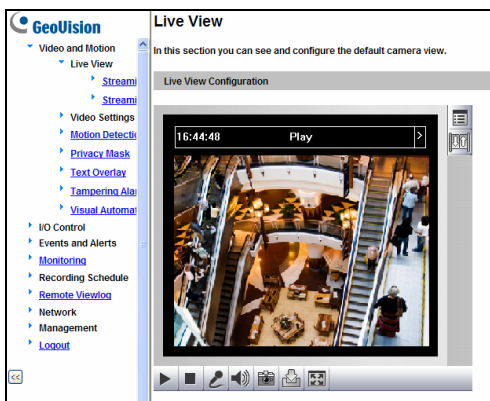 GeoVision
Video and Motion
Live View
Streami
Streami
Video Settings
Motion Detectic
Privacy Mask
Text Overlay
Tampering Alar
Visual Automat
I/O Control
Events and Alerts
Monitoring
Recording Schedule
Remote Viewlog
Network
Management
Logout
<<
Live View
In this section you can see and configure the default camera view.
Live View Configuration
16:44:48 Play >